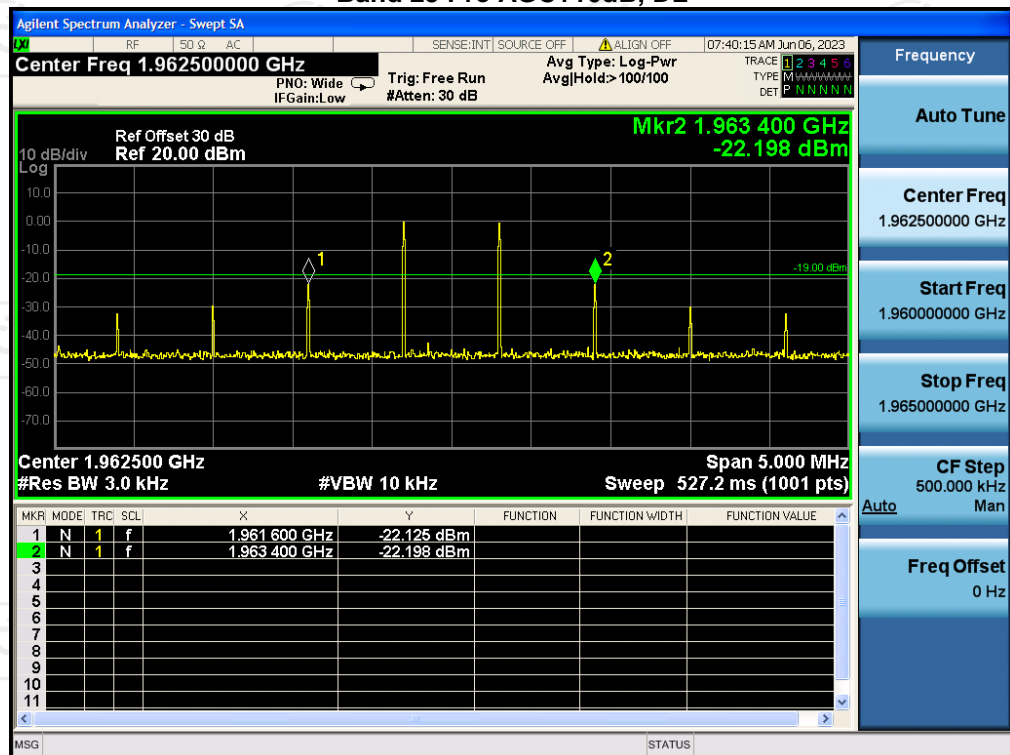 Agilent Spectrum Analyzer - Swept SA
LXI RF 50 Ω AC SENSE:INT SOURCE OFF ALIGN OFF 07:40:15 AM Jun 06, 2023
Center Freq 1.962500000 GHz
PNO: Wide
IFGain:Low
Trig: Free Run
#Atten: 30 dB
Avg Type: Log-Pwr
Avg|Hold:>100/100
TRACE 1 2 3 4 5 6
TYPE M
DET P N N N N N
Mkr2 1.963 400 GHz
-22.198 dBm
Ref Offset 30 dB
10 dB/div Ref 20.00 dBm
Log
10.0
0.00
-10.0
-20.0
-30.0
-40.0
-50.0
-60.0
-70.0
1
2
-19.00 dBm
Center 1.962500 GHz Span 5.000 MHz
#Res BW 3.0 kHz #VBW 10 kHz Sweep 527.2 ms (1001 pts)
MKR MODE TRC SCL X Y FUNCTION FUNCTION WIDTH FUNCTION VALUE
1 N 1 f 1.961 600 GHz -22.125 dBm
2 N 1 f 1.963 400 GHz -22.198 dBm
3
4
5
6
7
8
9
10
11
MSG STATUS
Frequency
Auto Tune
Center Freq
1.962500000 GHz
Start Freq
1.960000000 GHz
Stop Freq
1.965000000 GHz
CF Step
500.000 kHz
Auto Man
Freq Offset
0 Hz